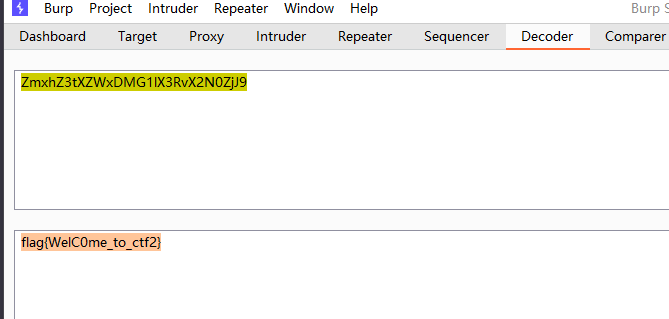 Burp Project Intruder Repeater Window Help Burp S
Dashboard Target Proxy Intruder Repeater Sequencer Decoder Comparer
ZmxhZ3tXZWxDMG1lX3RvX2N0ZjJ9
flag{WelC0me_to_ctf2}